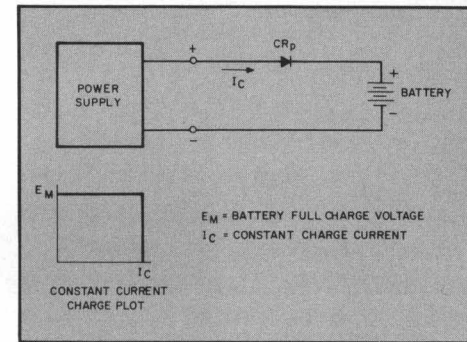 POWER
SUPPLY
+
CRp
IC
+
BATTERY
−
−
EM
IC
CONSTANT CURRENT
CHARGE PLOT
EM = BATTERY FULL CHARGE VOLTAGE
IC = CONSTANT CHARGE CURRENT